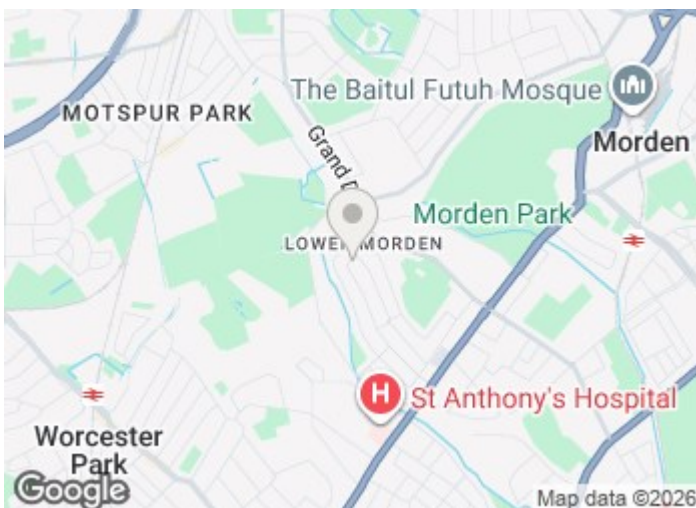 The Baitul Futuh Mosque
MOTSPUR PARK
Morden
Grand D
Morden Park
LOWER MORDEN
H
St Anthony's Hospital
Worcester
Park
Google
Map data ©2026